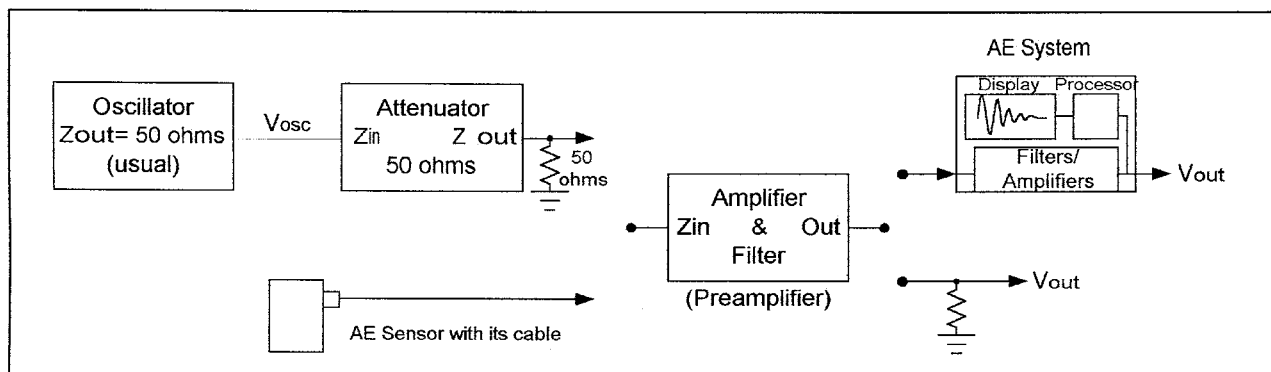 AE System
Display Processor
Filters/
Amplifiers
Vout
Oscillator
Zout= 50 ohms
(usual)
Vosc
Attenuator
Zin Z out
50 ohms
50
ohms
Amplifier
Zin & Out
Filter
(Preamplifier)
Vout
AE Sensor with its cable